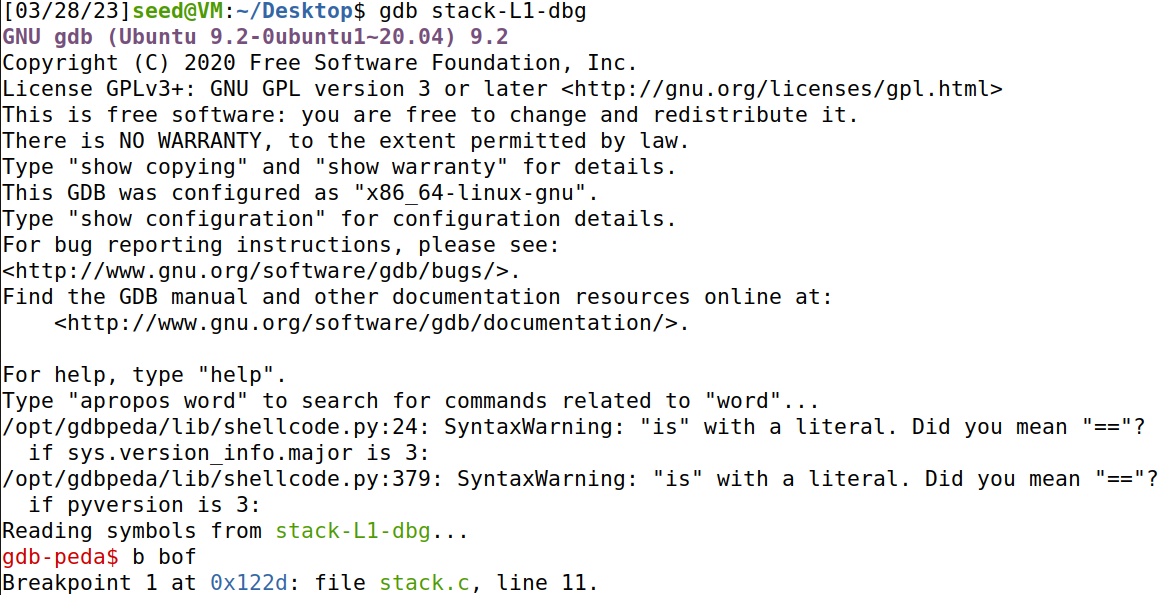 [03/28/23]seed@VM:~/Desktop$ gdb stack-L1-dbg
GNU gdb (Ubuntu 9.2-0ubuntu1~20.04) 9.2
Copyright (C) 2020 Free Software Foundation, Inc.
License GPLv3+: GNU GPL version 3 or later <http://gnu.org/licenses/gpl.html>
This is free software: you are free to change and redistribute it.
There is NO WARRANTY, to the extent permitted by law.
Type "show copying" and "show warranty" for details.
This GDB was configured as "x86_64-linux-gnu".
Type "show configuration" for configuration details.
For bug reporting instructions, please see:
<http://www.gnu.org/software/gdb/bugs/>.
Find the GDB manual and other documentation resources online at:
    <http://www.gnu.org/software/gdb/documentation/>.

For help, type "help".
Type "apropos word" to search for commands related to "word"...
/opt/gdbpeda/lib/shellcode.py:24: SyntaxWarning: "is" with a literal. Did you mean "=="?
  if sys.version_info.major is 3:
/opt/gdbpeda/lib/shellcode.py:379: SyntaxWarning: "is" with a literal. Did you mean "=="?
  if pyversion is 3:
Reading symbols from stack-L1-dbg...
gdb-peda$ b bof
Breakpoint 1 at 0x122d: file stack.c, line 11.